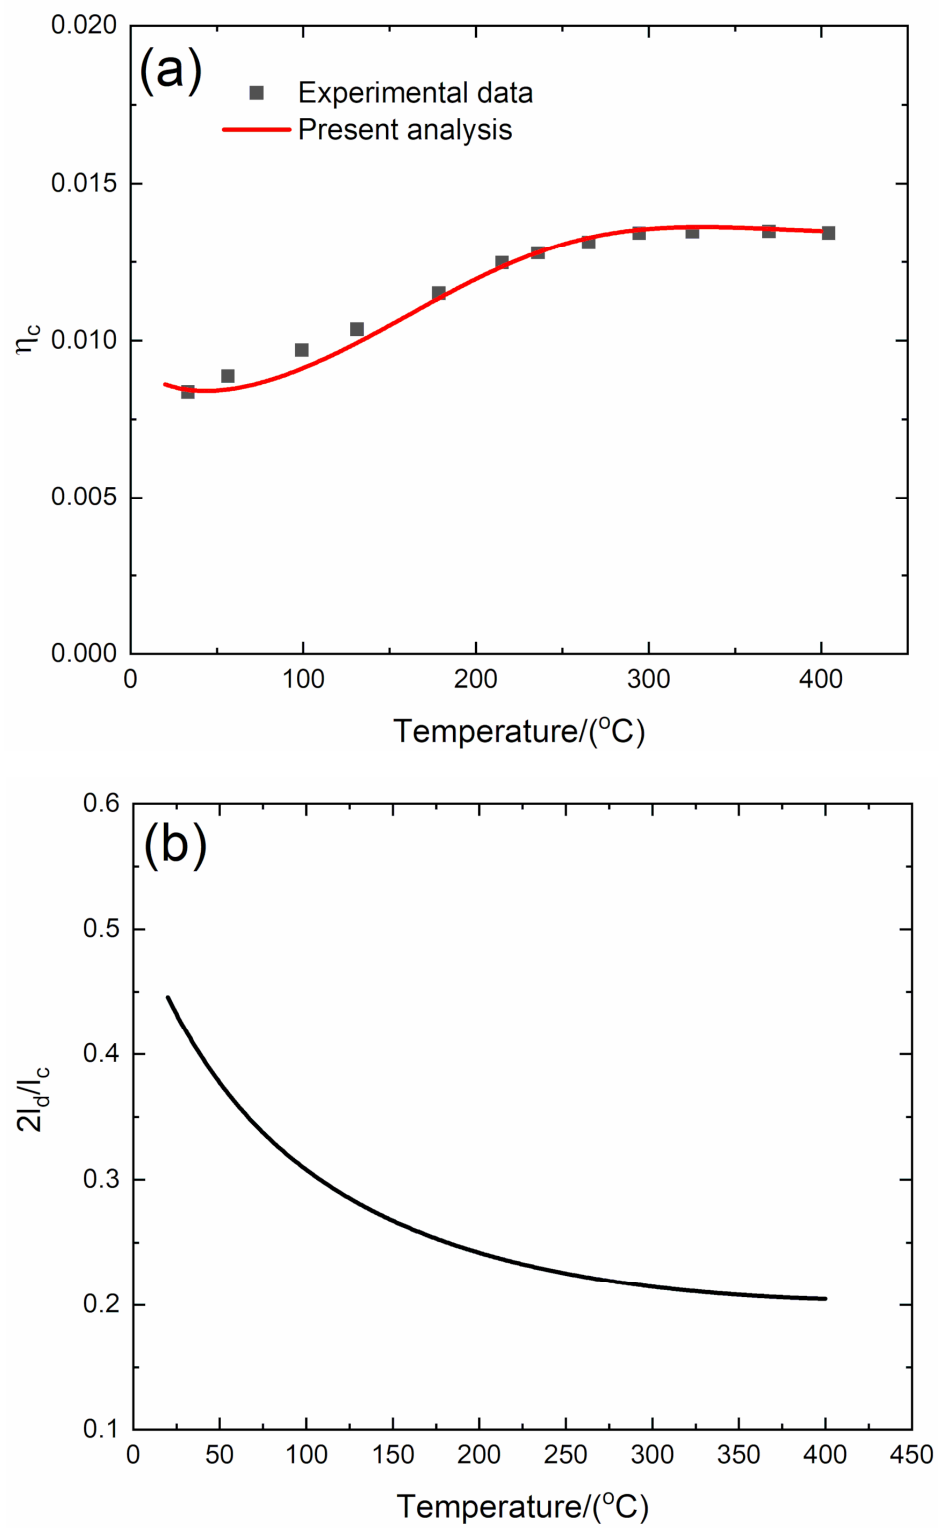 (a)
Experimental data
Present analysis
0.020
0.015
0.010
0.005
0.000
ηc
0 100 200 300 400
Temperature/(°C)
(b)
0.6
0.5
0.4
0.3
0.2
0.1
2ld/lc
0 50 100 150 200 250 300 350 400 450
Temperature/(°C)